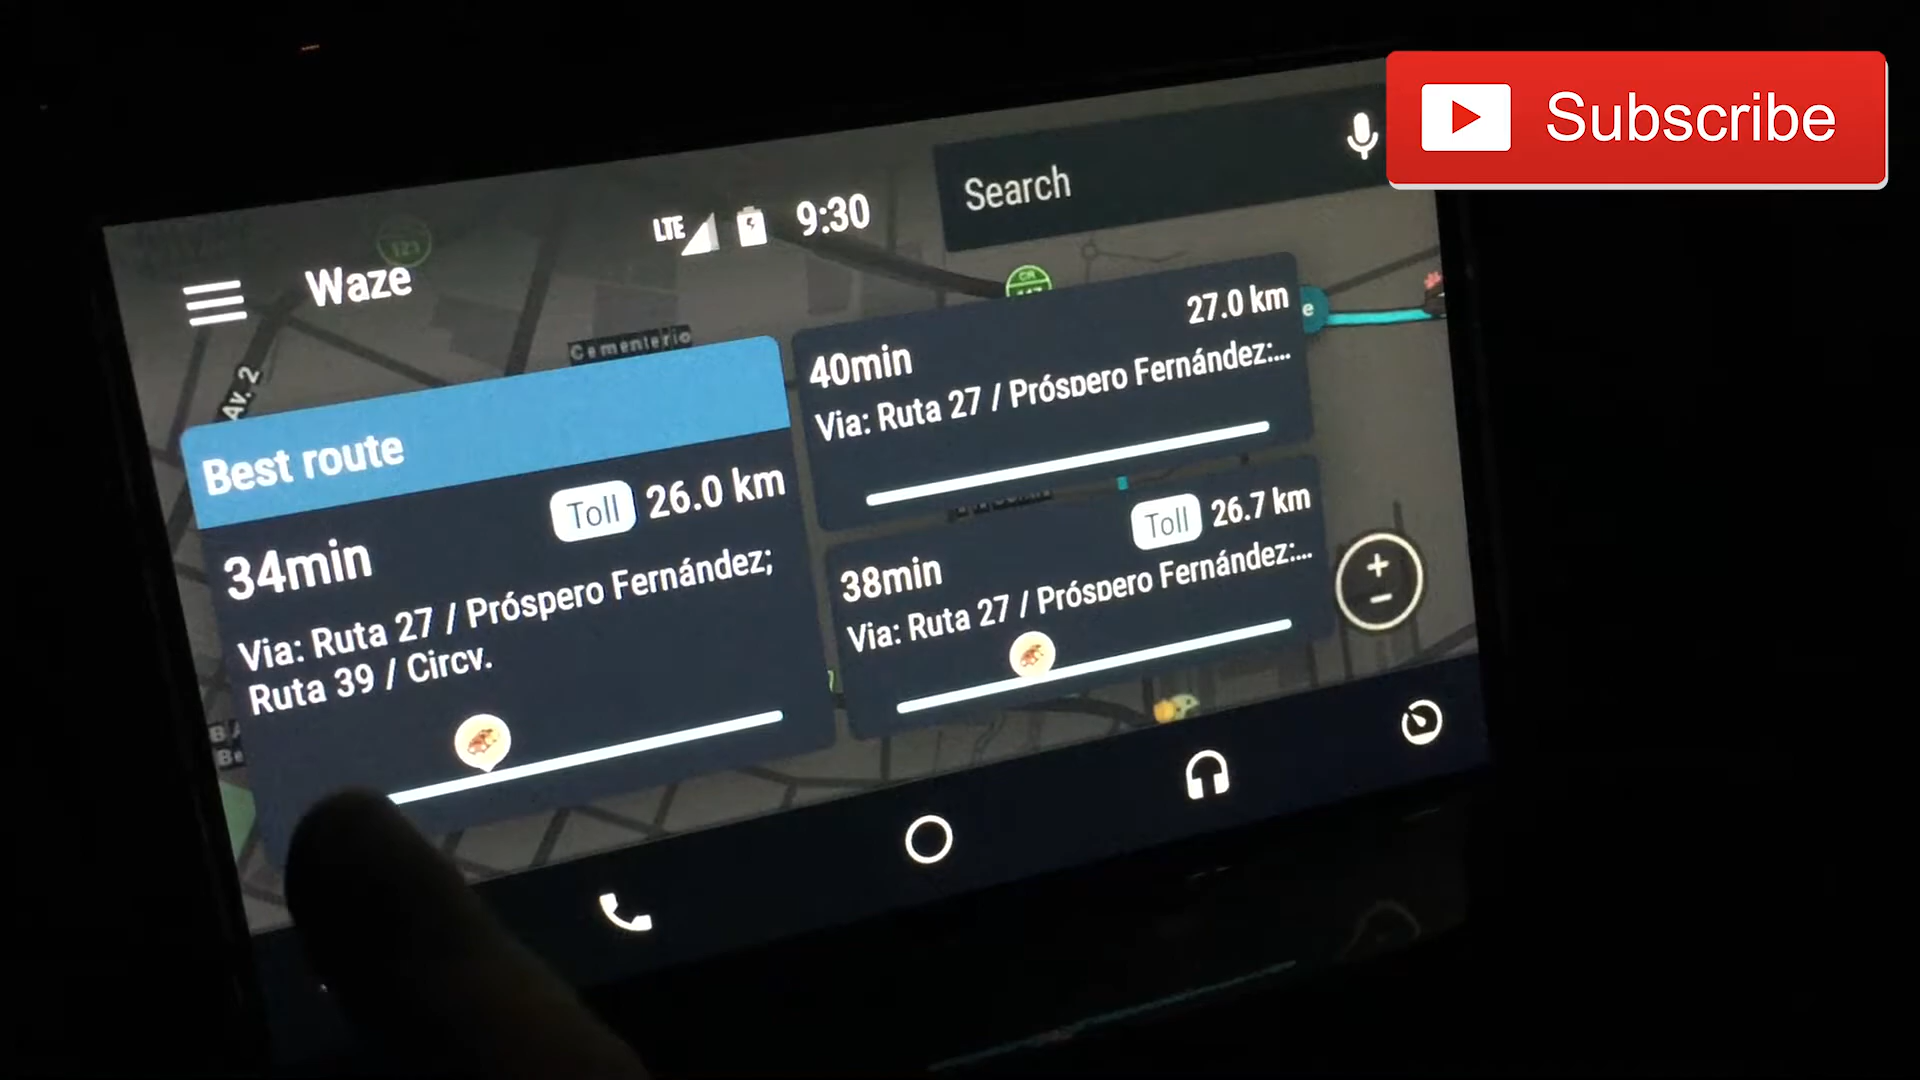 Subscribe
Search
LTE 9:30
Waze
123
CR
Cementerio
AV. 2
Best route
Toll 26.0 km
34min
Via: Ruta 27 / Próspero Fernández;
Ruta 39 / Circv.
27.0 km
40min
Via: Ruta 27 / Próspero Fernández:...
Toll 26.7 km
38min
Via: Ruta 27 / Próspero Fernández:...